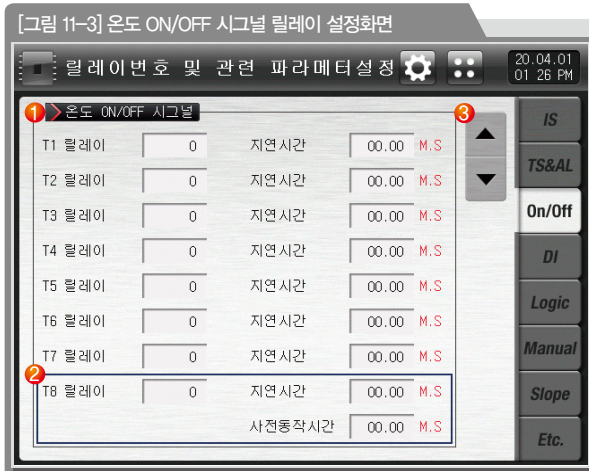 [그림 11-3] 온도 ON/OFF 시그널 릴레이 설정화면
릴레이번호 및 관련 파라메터설정
20.04.01
01 26 PM
1 온도 ON/OFF 시그널
3
T1 릴레이 0 지연시간 00.00 M.S
T2 릴레이 0 지연시간 00.00 M.S
T3 릴레이 0 지연시간 00.00 M.S
T4 릴레이 0 지연시간 00.00 M.S
T5 릴레이 0 지연시간 00.00 M.S
T6 릴레이 0 지연시간 00.00 M.S
T7 릴레이 0 지연시간 00.00 M.S
2
T8 릴레이 0 지연시간 00.00 M.S
사전동작시간 00.00 M.S
IS
TS&AL
On/Off
DI
Logic
Manual
Slope
Etc.